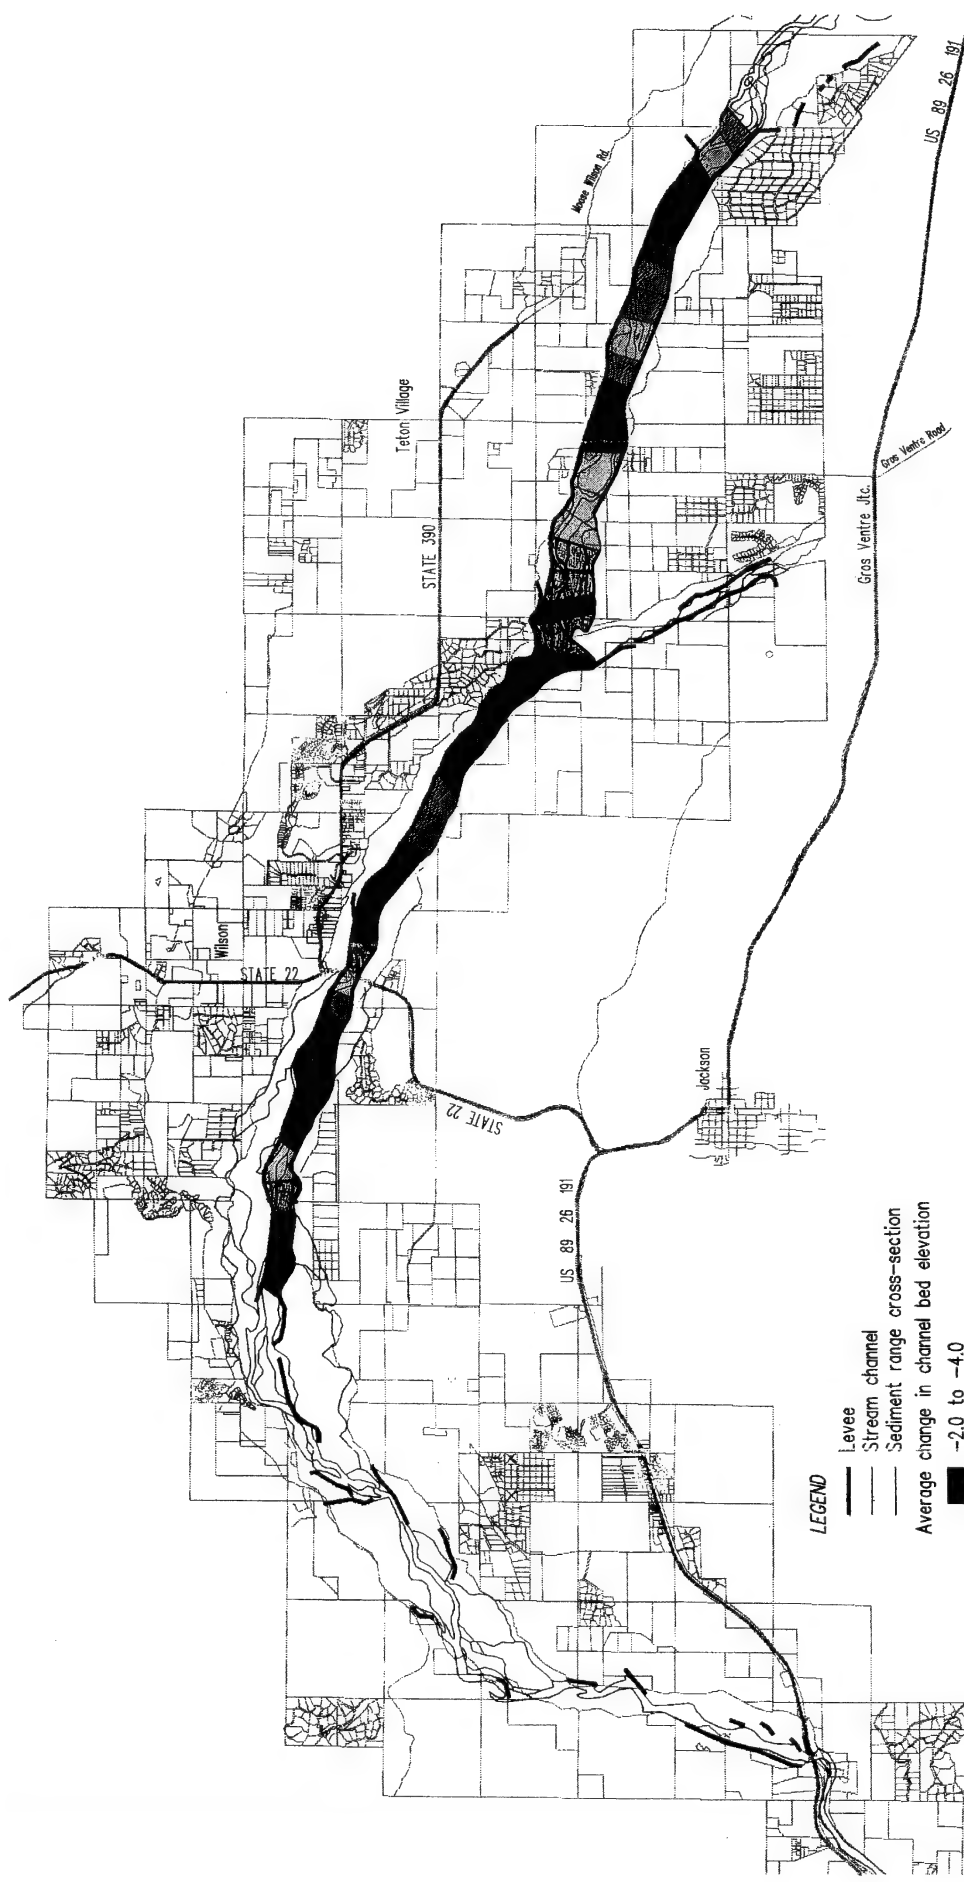 US 89 26 191
Moose Wilson Rd.
Teton Village
STATE 390
Gros Ventre Road
Gros Ventre Jtc.
Wilson
STATE 22
Jackson
STATE 22
US 89 26 191
LEGEND
Levee
Stream channel
Sediment range cross-section
Average change in channel bed elevation
-2.0 to -4.0